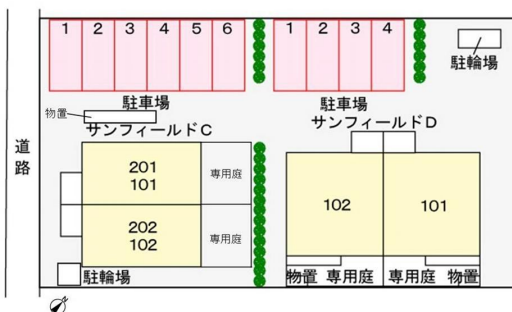 1 2 3 4 5 6
1 2 3 4
駐輪場
駐車場
駐車場
物置
サンフィールドC
サンフィールドD
道路
201
101
専用庭
202
102
専用庭
駐輪場
102
101
物置 専用庭
専用庭 物置